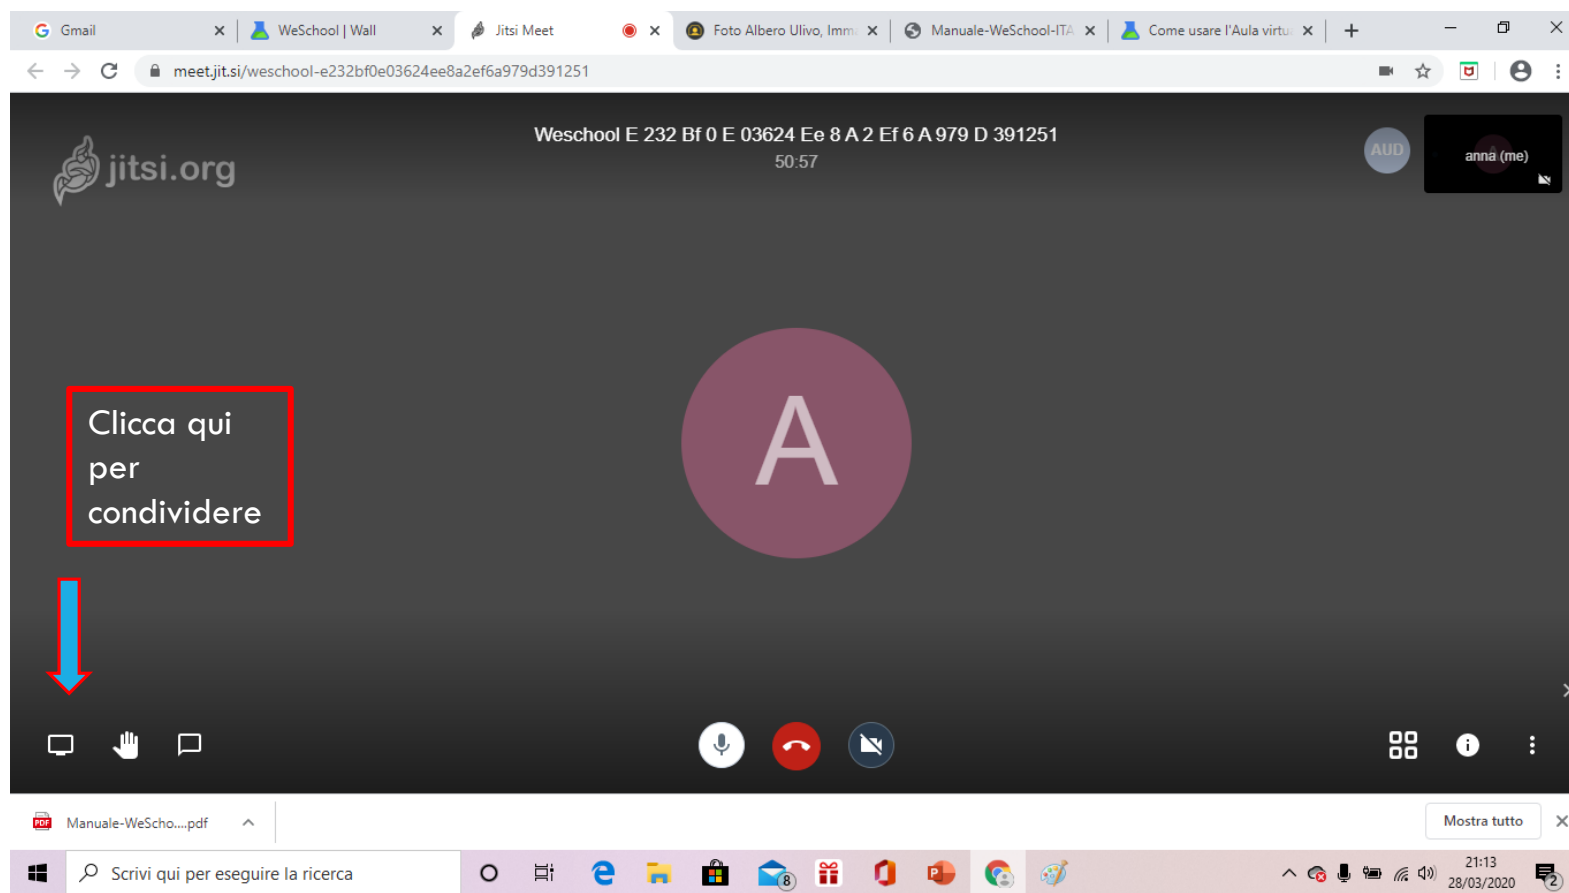 Gmail
WeSchool | Wall
Jitsi Meet
Foto Albero Ulivo, Imm
Manuale-WeSchool-ITA
Come usare l'Aula virtu
meet.jit.si/weschool-e232bf0e03624ee8a2ef6a979d391251
jitsi.org
Weschool E 232 Bf 0 E 03624 Ee 8 A 2 Ef 6 A 979 D 391251
50:57
AUD
anna (me)
A
Clicca qui
per
condividere
Manuale-WeScho....pdf
Mostra tutto
Scrivi qui per eseguire la ricerca
8
21:13
28/03/2020
2